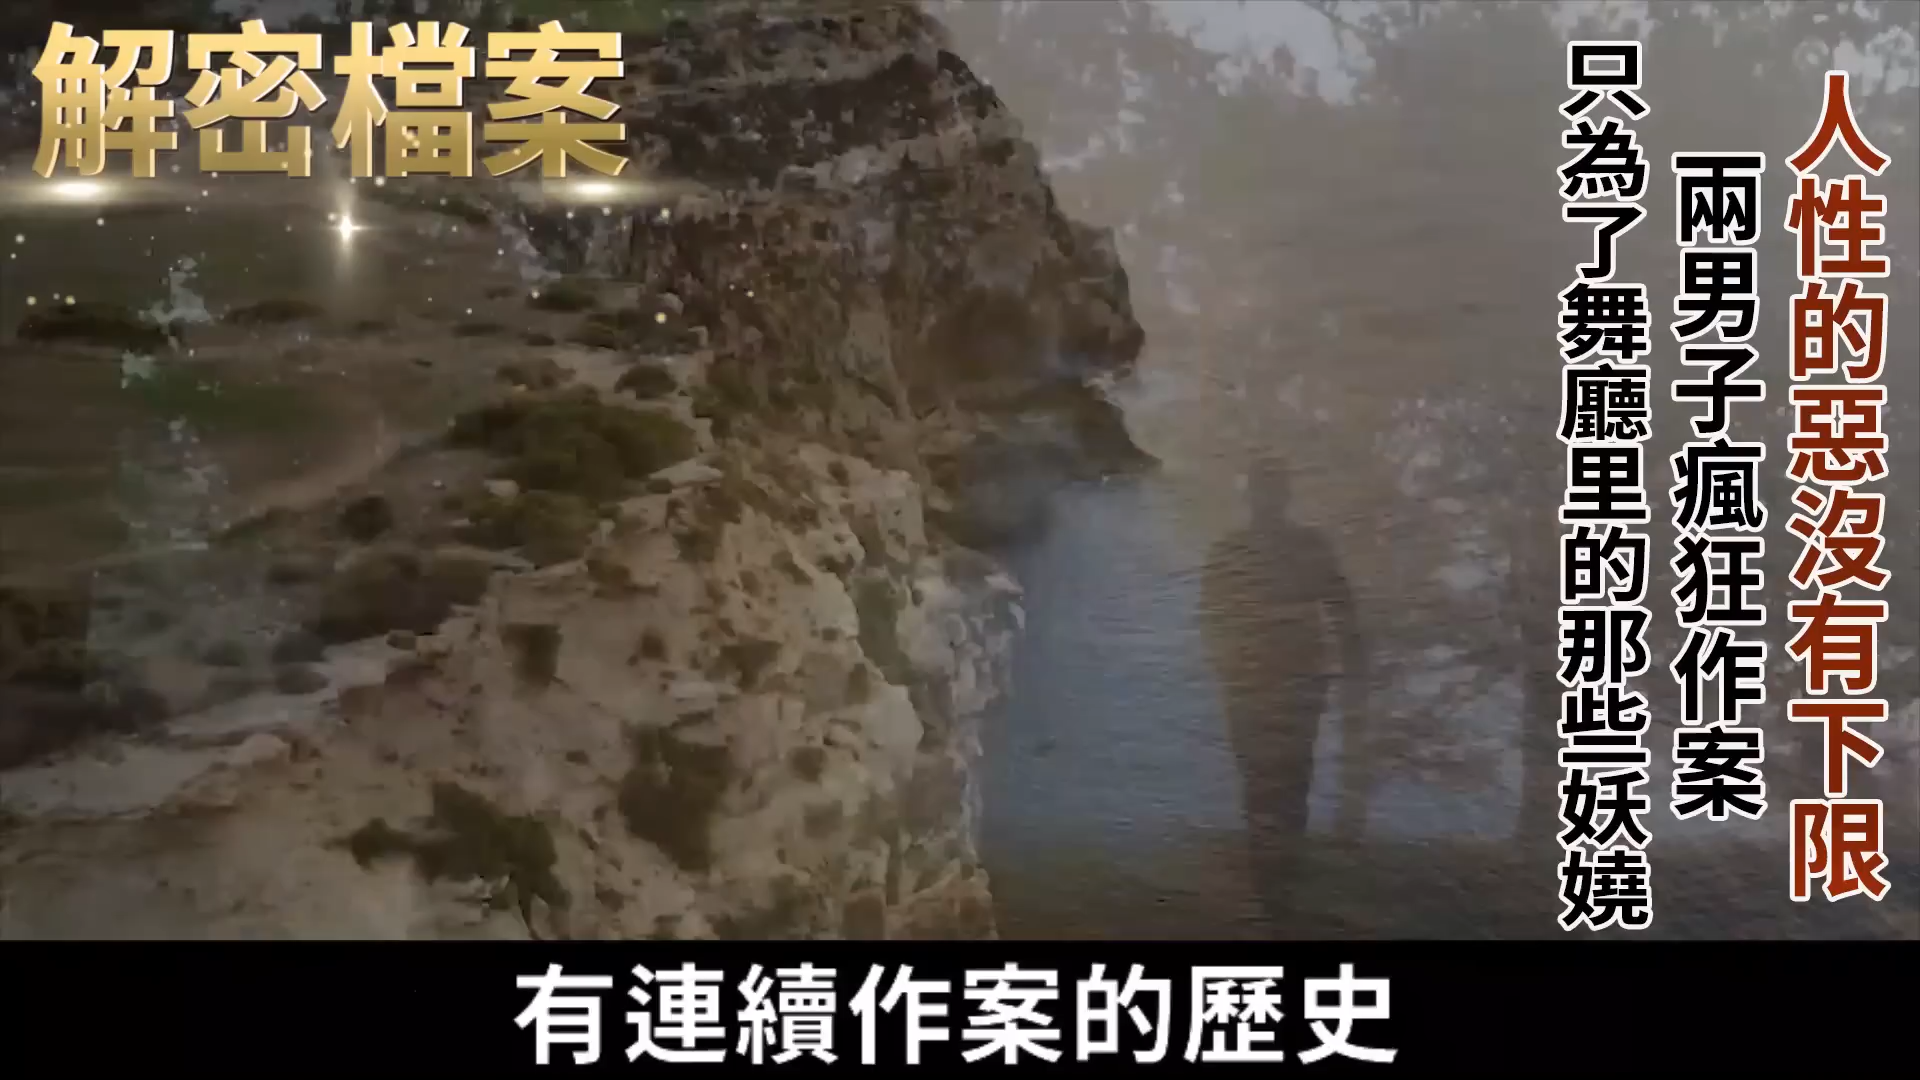 解密檔案
人性的惡沒有下限
兩男子瘋狂作案
只為了舞廳里的那些妖嬈
有連續作案的歷史